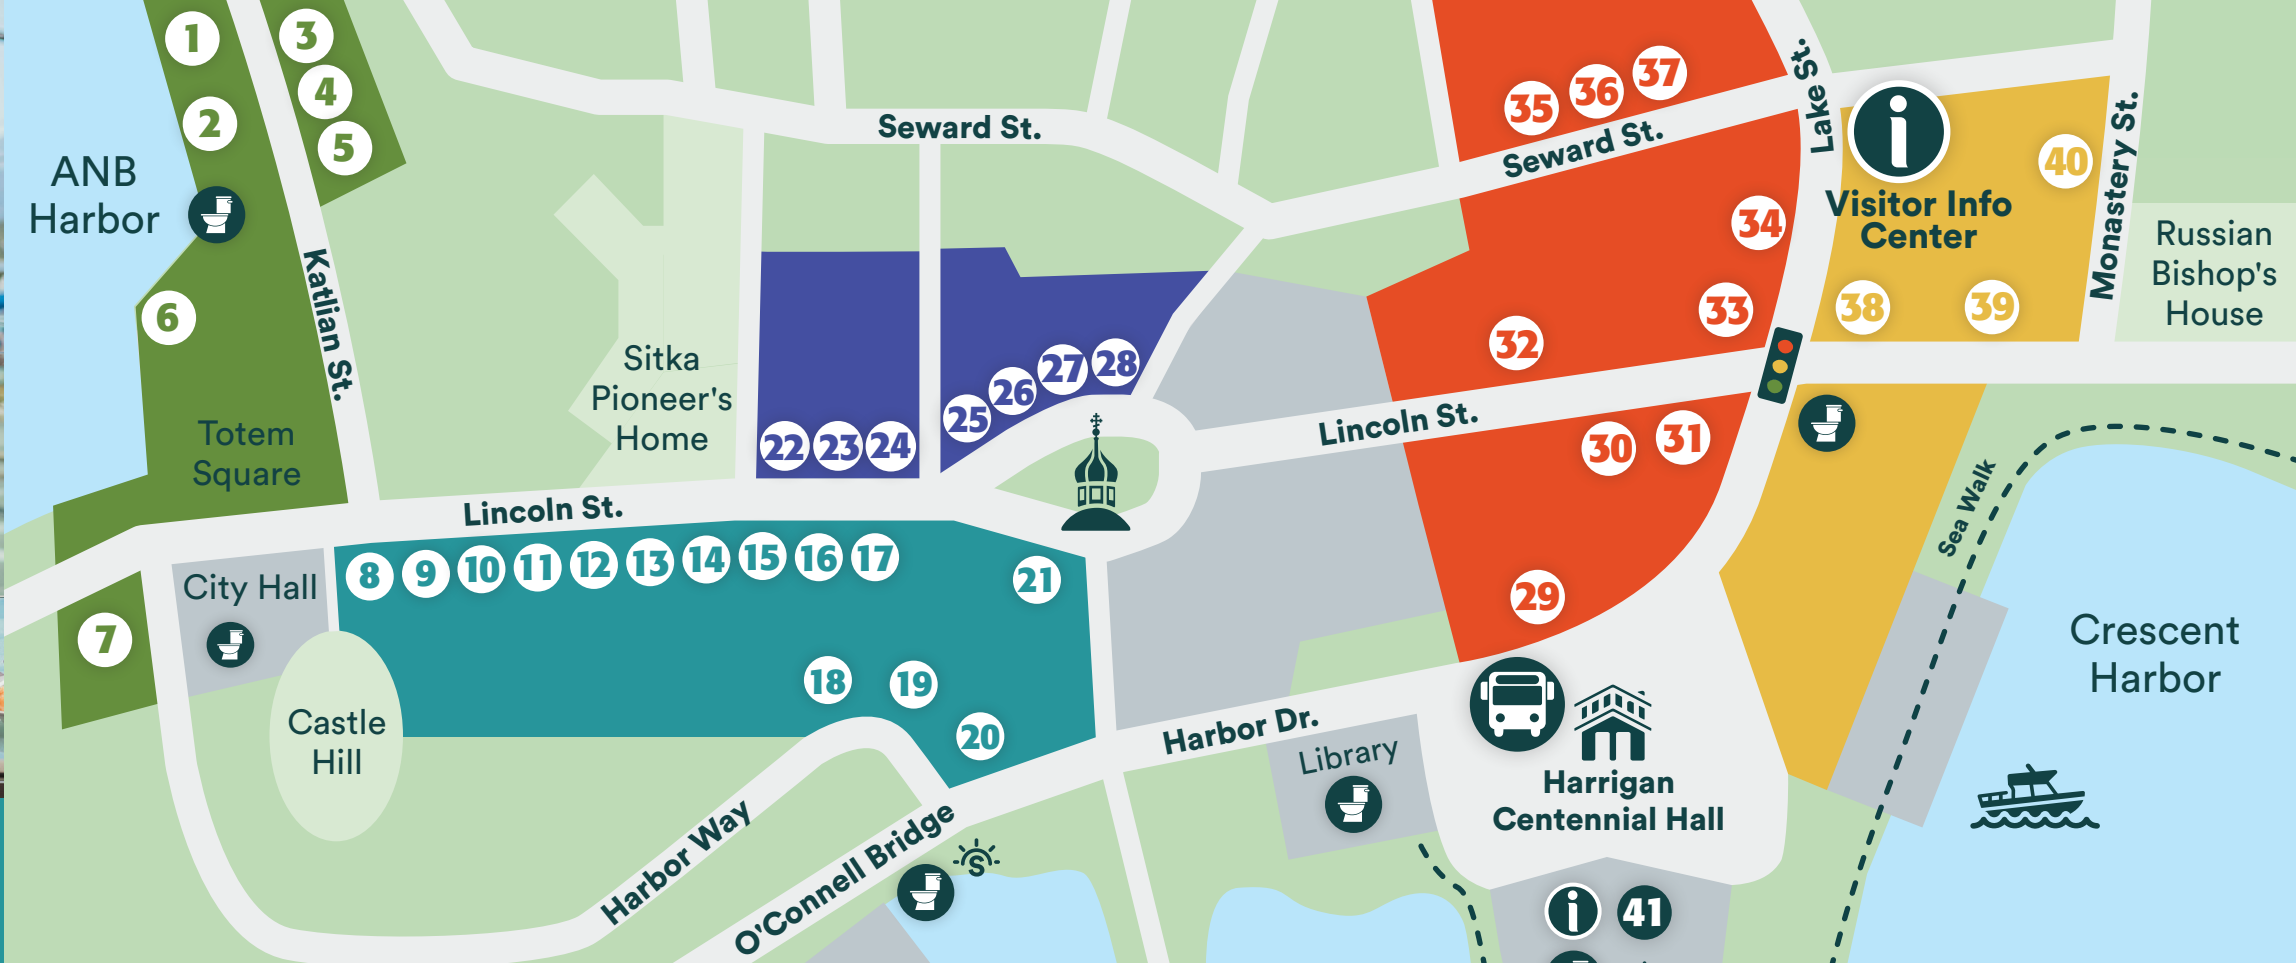 1
2
3
4
5
ANB
Harbor
6
Katlian St.
Totem
Square
7
City Hall
Castle
Hill
Seward St.
Sitka
Pioneer's
Home
Lincoln St.
22
23
24
25
26
27
28
8
9
10
11
12
13
14
15
16
17
21
18
19
20
Harbor Way
O'Connell Bridge
S
Harbor Dr.
35
36
37
Seward St.
Lake St.
34
33
32
Lincoln St.
30
31
29
i
Visitor Info
Center
40
38
39
Monastery St.
Russian
Bishop's
House
Sea Walk
Crescent
Harbor
Library
Harrigan
Centennial Hall
i
41